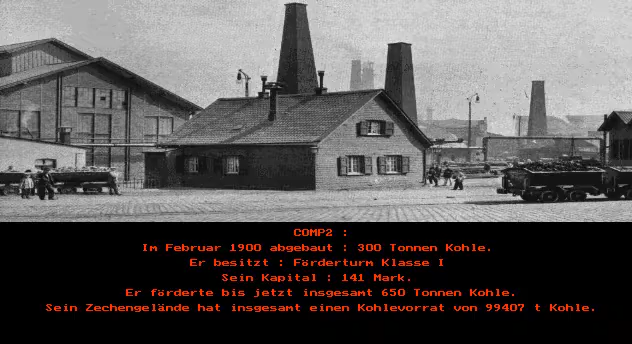 COMP2 :
Im Februar 1900 abgebaut : 300 Tonnen Kohle.
Er besitzt : Förderturm Klasse I
Sein Kapital : 141 Mark.
Er förderte bis jetzt insgesamt 650 Tonnen Kohle.
Sein Zechengelände hat insgesamt einen Kohlevorrat von 99407 t Kohle.